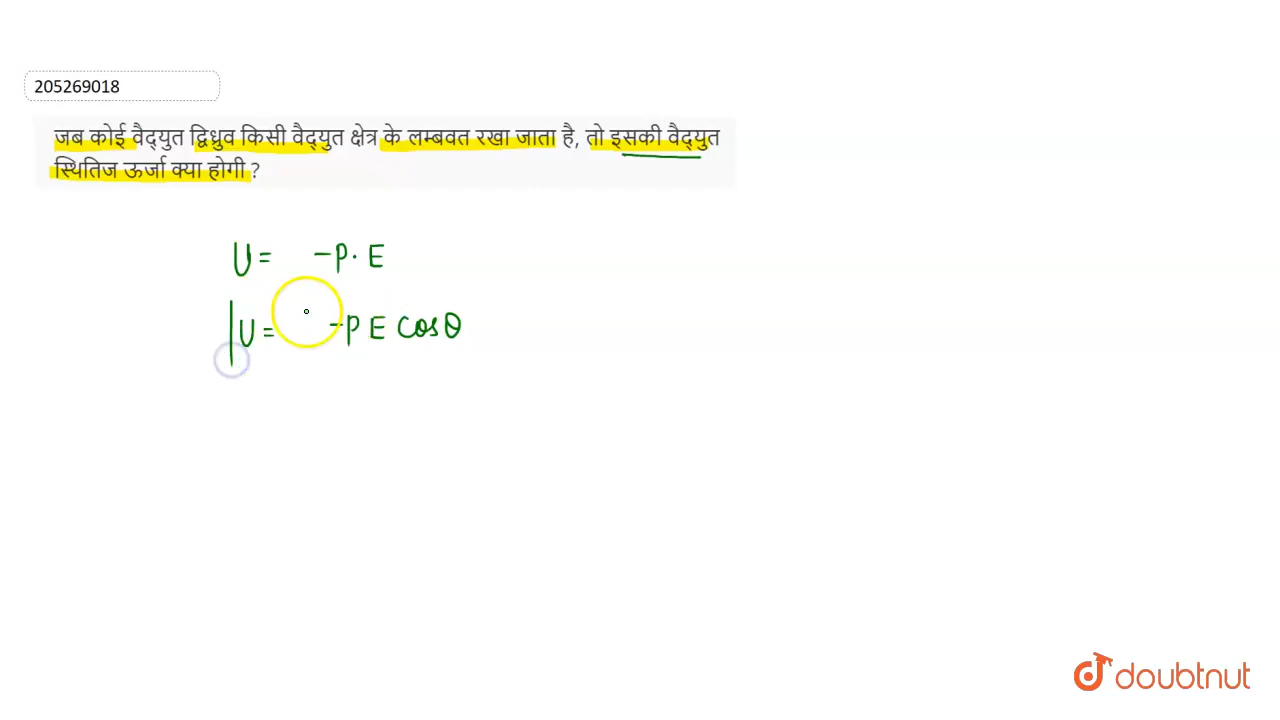 205269018
जब कोई वैद्युत द्विध्रुव किसी वैद्युत क्षेत्र के लम्बवत रखा जाता है, तो इसकी वैद्युत
स्थितिज ऊर्जा क्या होगी ?
U = -P · E
|U = -P E cosθ
doubtnut